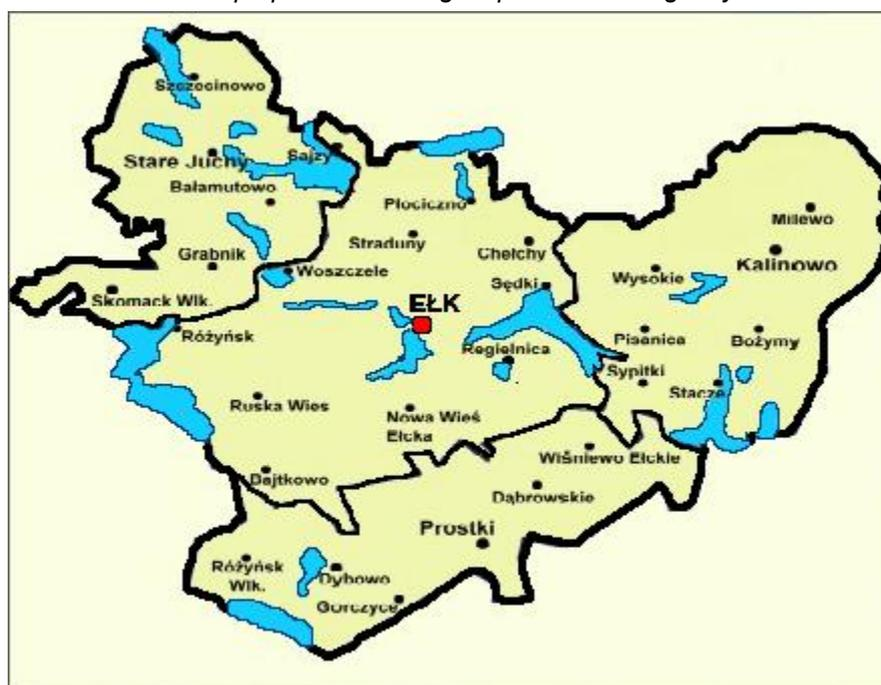 Szczecinowo
Stare Juchy
Sajzy
Bałamutowo
Płociczno
Milewo
Straduny
Chełchy
Grabnik
Woszczele
Wysokie
Kalinowo
Skomack Wlk.
Sędki
EŁK
Różyńsk
Pisanica
Bożymy
Regielnica
Sypitki
Stacze
Ruska Wies
Nowa Wieś
Ełcka
Wiśniewo Ełckie
Bajtkowo
Dąbrowskie
Prostki
Różyńsk
Wlk.
Dybowo
Gorczyce